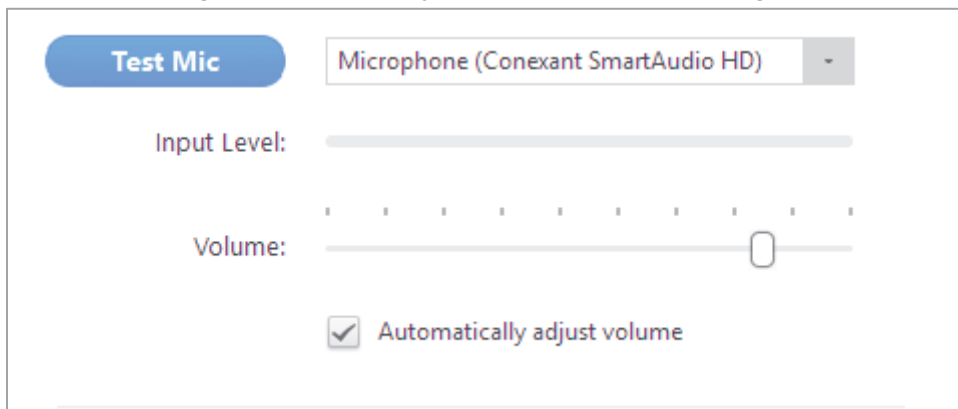 Test Mic
Microphone (Conexant SmartAudio HD)
Input Level:
Volume:
Automatically adjust volume